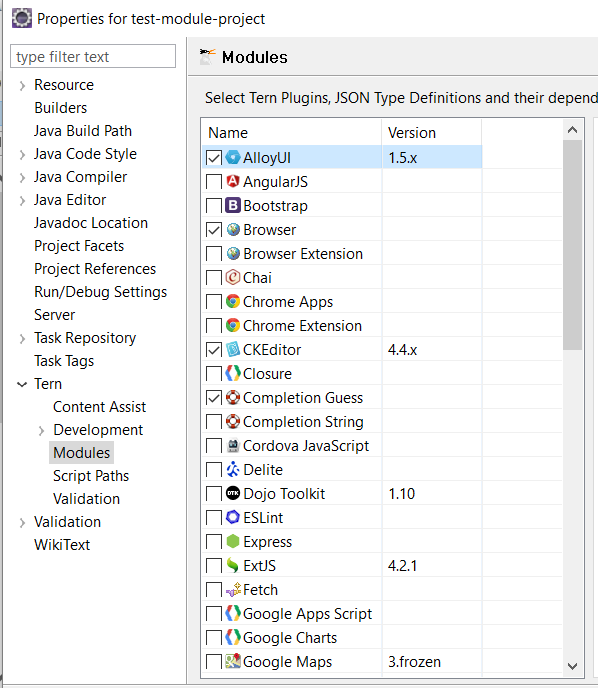 Properties for test-module-project
type filter text
Resource
Builders
Java Build Path
Java Code Style
Java Compiler
Java Editor
Javadoc Location
Project Facets
Project References
Run/Debug Settings
Server
Task Repository
Task Tags
Tern
Content Assist
Development
Modules
Script Paths
Validation
Validation
WikiText
Modules
Select Tern Plugins, JSON Type Definitions and their depend
Name Version
AlloyUI 1.5.x
AngularJS
B Bootstrap
Browser
Browser Extension
Chai
Chrome Apps
Chrome Extension
CKEditor 4.4.x
Closure
Completion Guess
Completion String
Cordova JavaScript
Delite
DTK Dojo Toolkit 1.10
ESLint
Express
ExtJS 4.2.1
Fetch
Google Apps Script
Google Charts
Google Maps 3.frozen